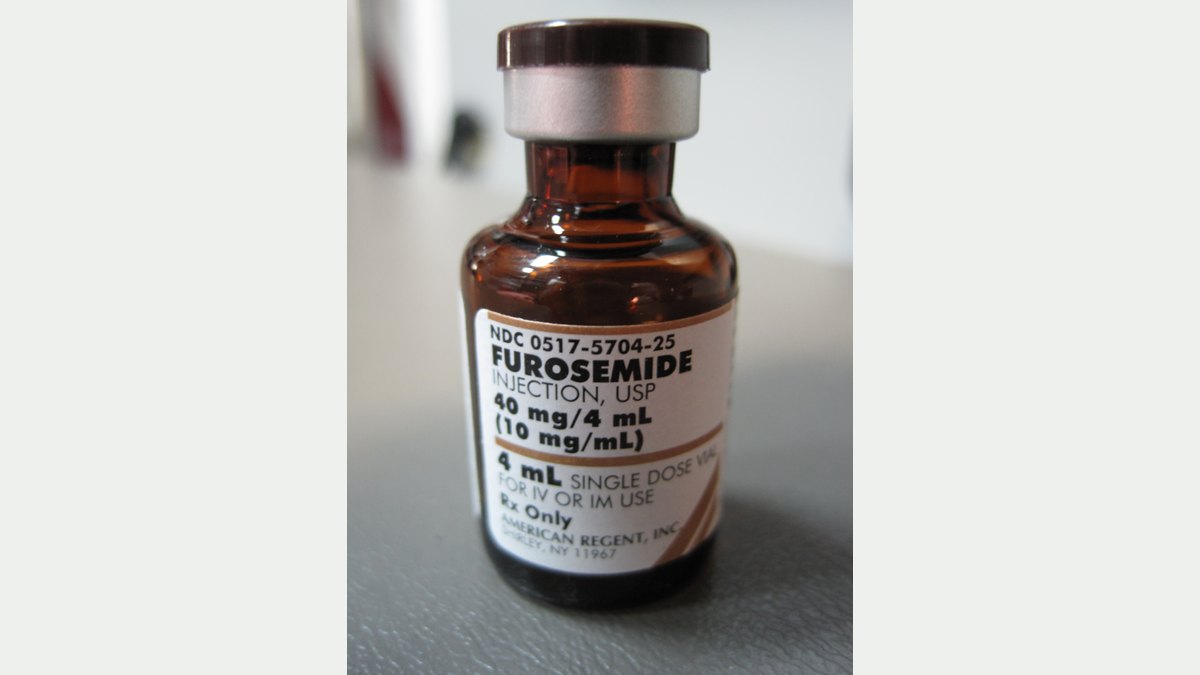 NDC 0517-5704-25
FUROSEMIDE
INJECTION, USP
40 mg/4 mL
(10 mg/mL)
4 mL SINGLE DOSE VIAL
FOR IV OR IM USE
Rx Only
AMERICAN REGENT, INC.
SHIRLEY, NY 11967